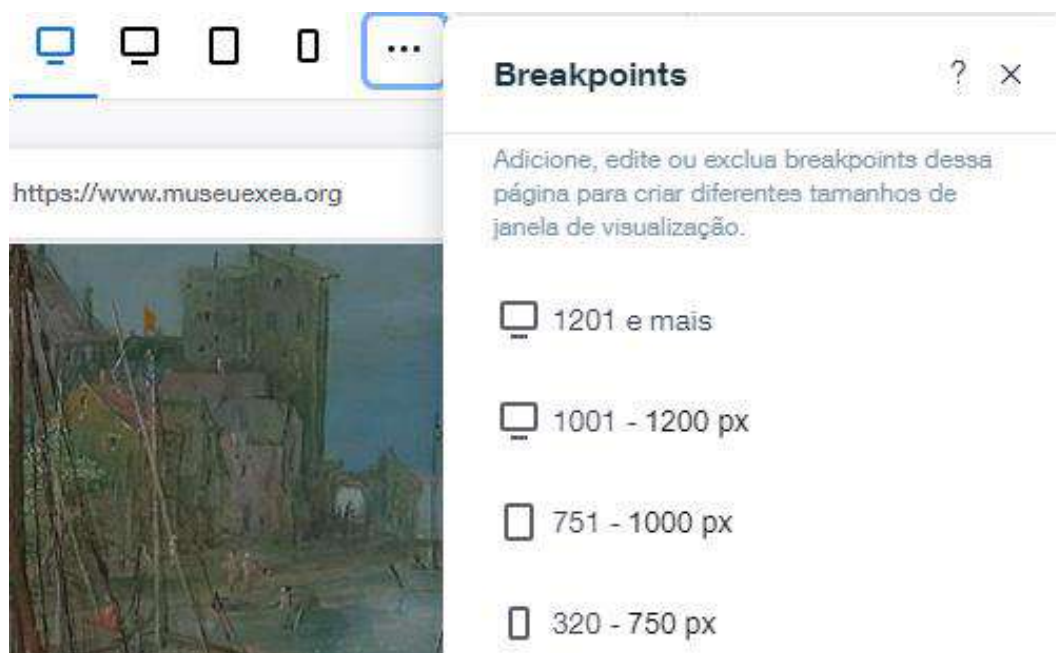 ...
Breakpoints
? ×
https://www.museuexea.org
Adicione, edite ou exclua breakpoints dessa
página para criar diferentes tamanhos de
janela de visualização.
1201 e mais
1001 - 1200 px
751 - 1000 px
320 - 750 px